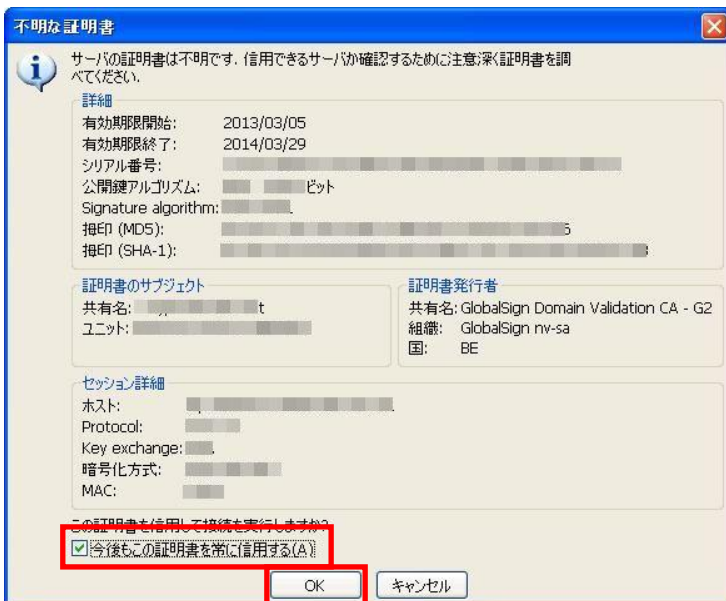 不明な証明書
サーバの証明書は不明です. 信用できるサーバか確認するために注意深く証明書を調
べてください.
詳細
有効期限開始: 2013/03/05
有効期限終了: 2014/03/29
シリアル番号:
公開鍵アルゴリズム: ビット
Signature algorithm:
拇印 (MD5):
拇印 (SHA-1):
証明書のサブジェクト
共有名: t
ユニット:
証明書発行者
共有名: GlobalSign Domain Validation CA - G2
組織: GlobalSign nv-sa
国: BE
セッション詳細
ホスト:
Protocol:
Key exchange:
暗号化方式:
MAC:
この証明書を信用して接続を実行しますか?
今後もこの証明書を常に信用する(A)
OK キャンセル